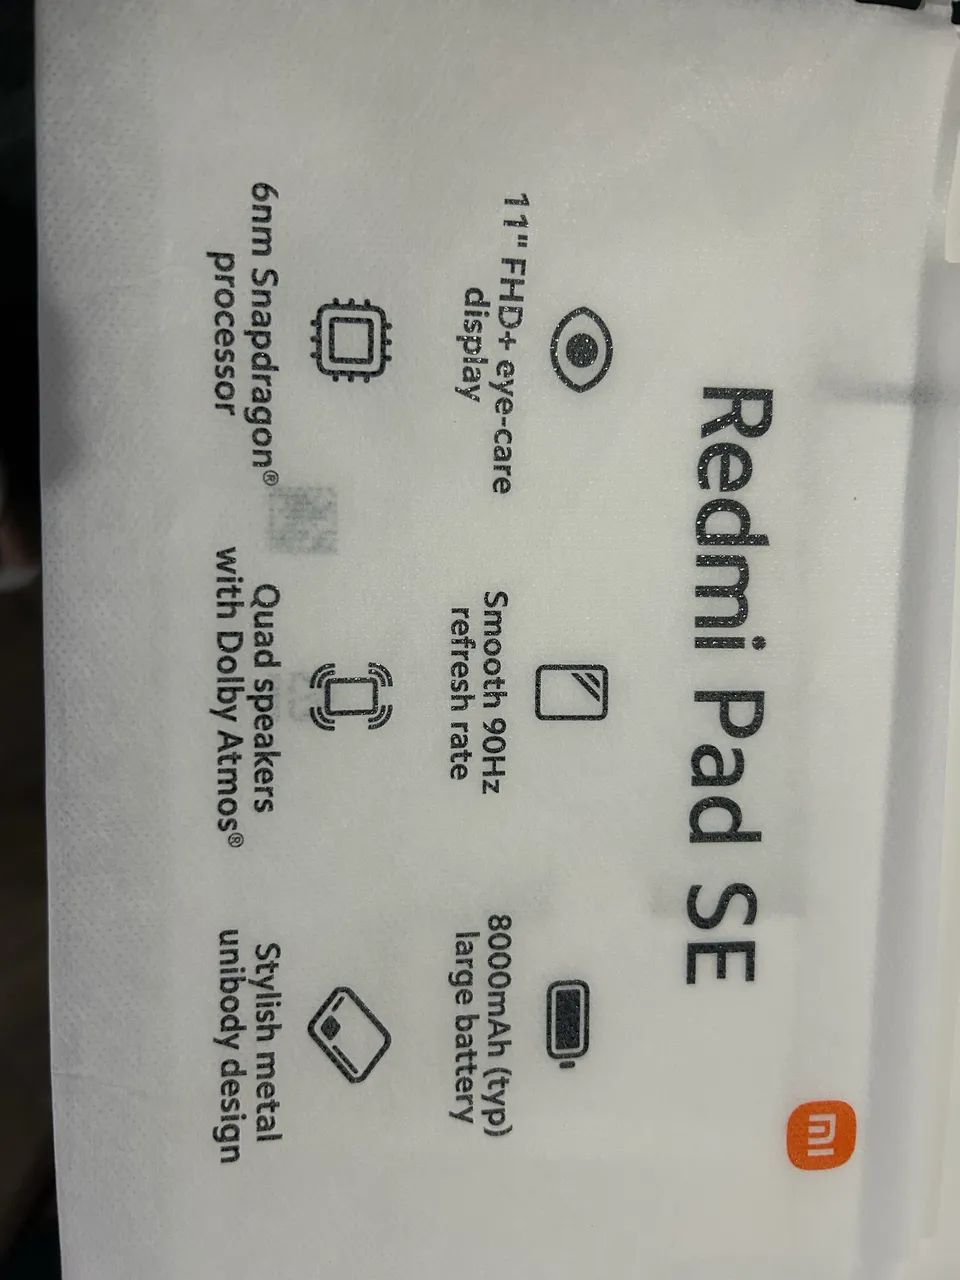 mi
Redmi Pad SE
11" FHD+ eye-care
display
Smooth 90Hz
refresh rate
8000mAh (typ)
large battery
6nm Snapdragon®
processor
Quad speakers
with Dolby Atmos®
Stylish metal
unibody design